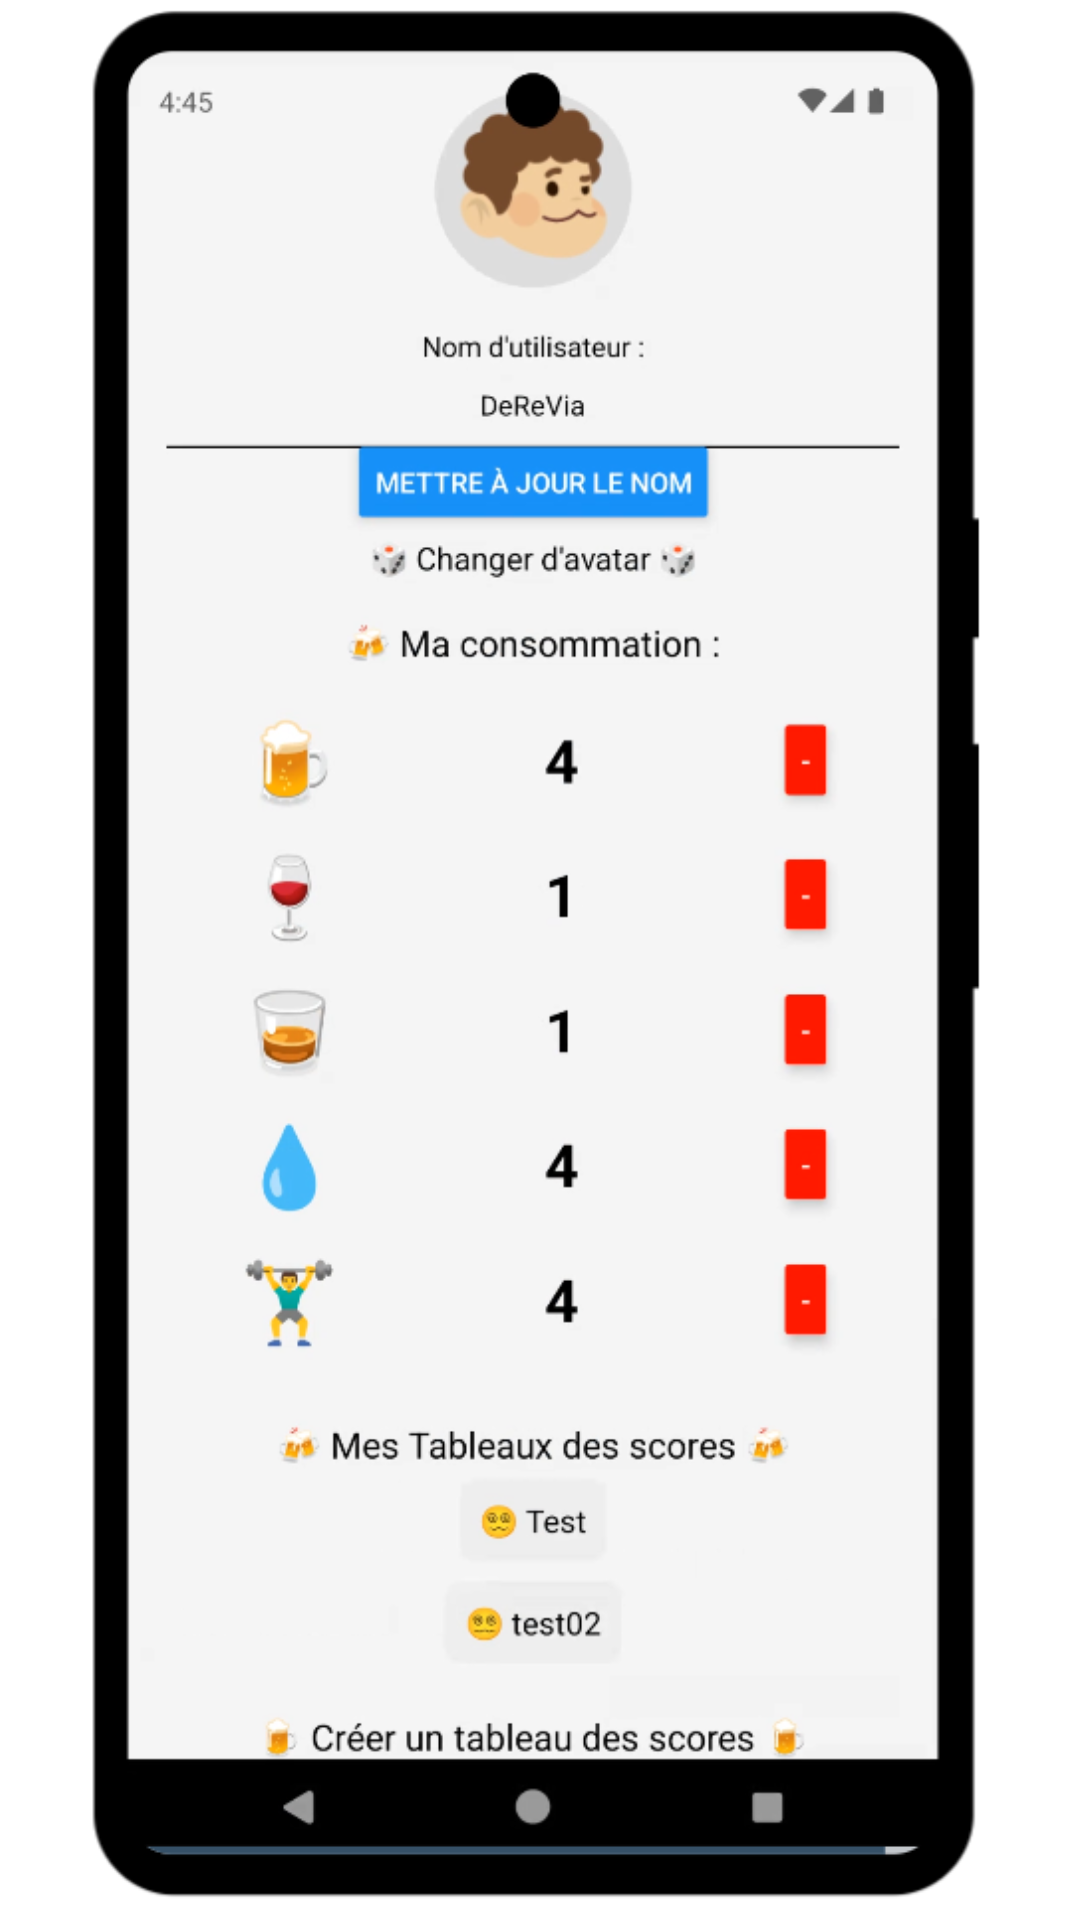 4:45
Nom d'utilisateur :
DeReVia
METTRE À JOUR LE NOM
🎲 Changer d'avatar 🎲
🍻 Ma consommation :
4
-
1
-
1
-
4
-
4
-
🍻 Mes Tableaux des scores 🍻
Test
test02
🍺 Créer un tableau des scores 🍺